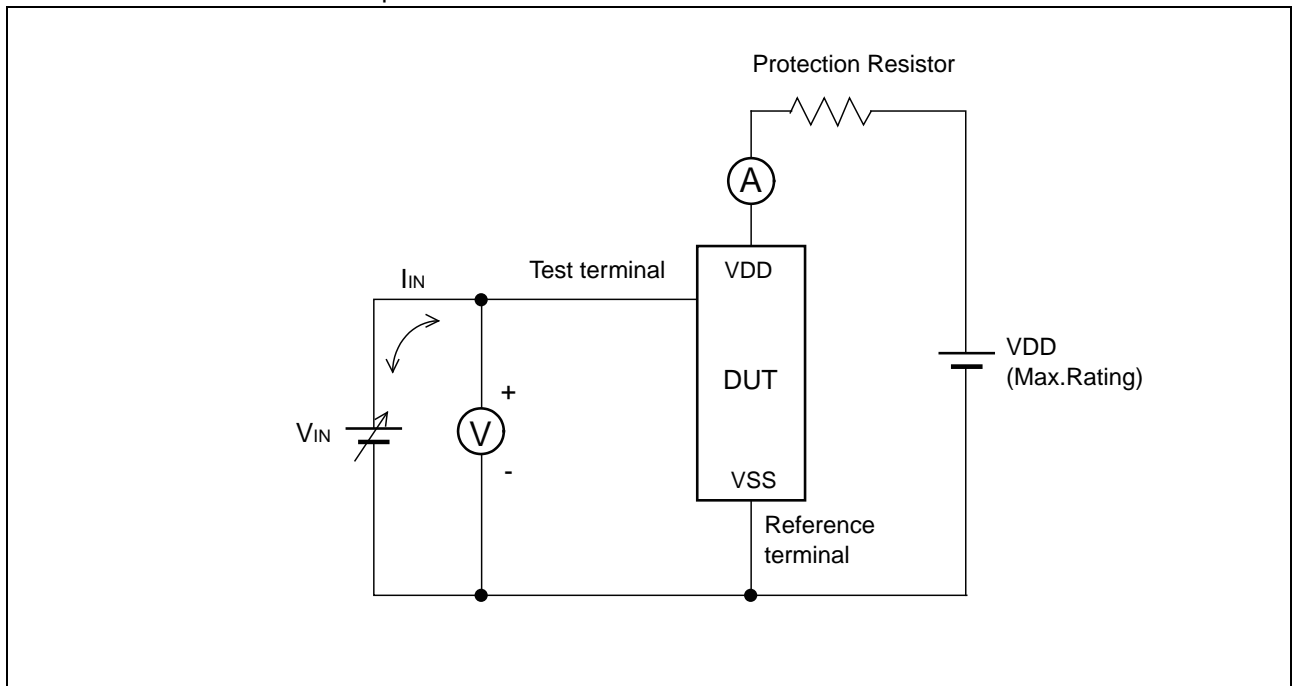 Protection Resistor
A
Test terminal
VDD
IIN
DUT
VDD
(Max.Rating)
VIN
+
V
-
VSS
Reference
terminal